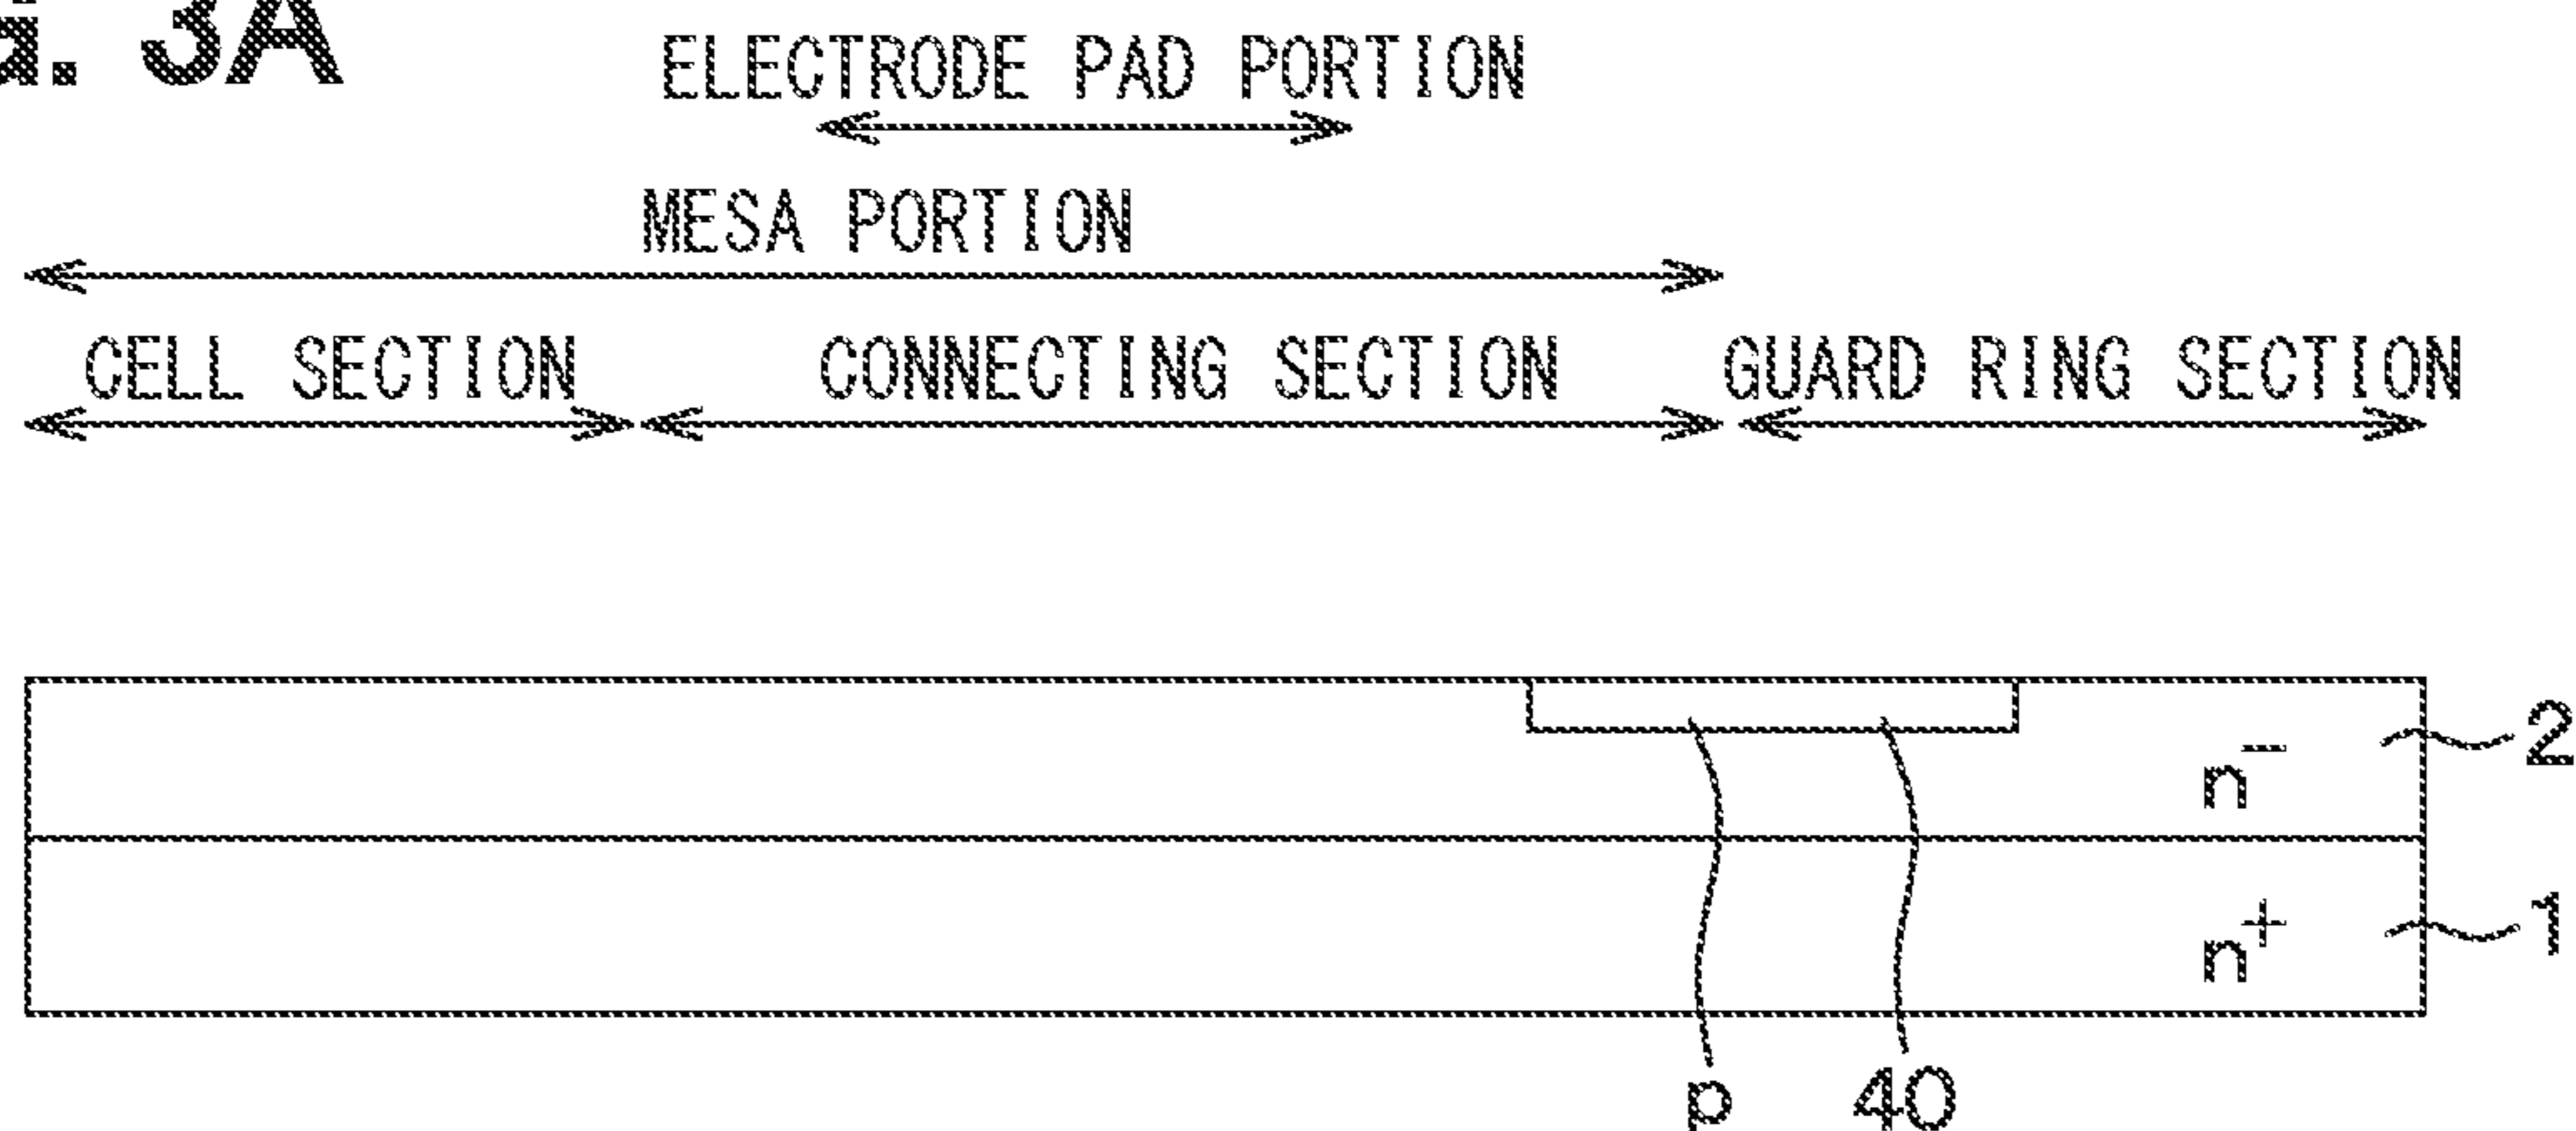 G. 3A
ELECTRODE PAD PORTION
MESA PORTION
CELL SECTION CONNECTING SECTION GUARD RING SECTION
n⁻ 2
n⁺ 1
p 40